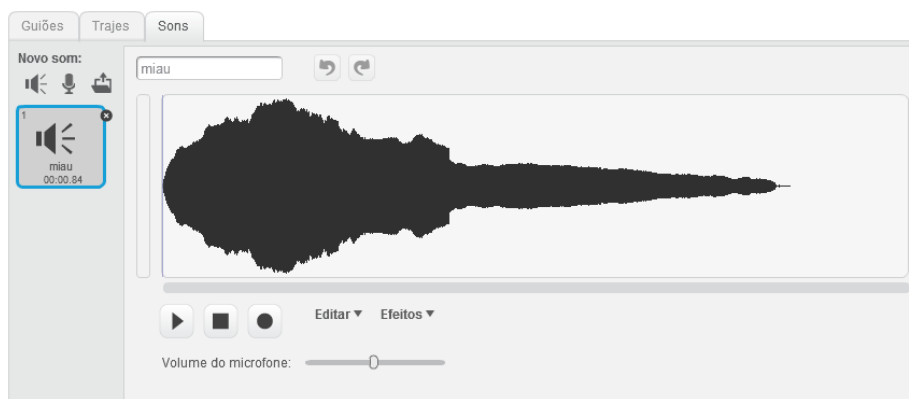 Guiões Trajes Sons
Novo som:
miau
1
miau
00:00.84
Editar Efeitos
Volume do microfone: